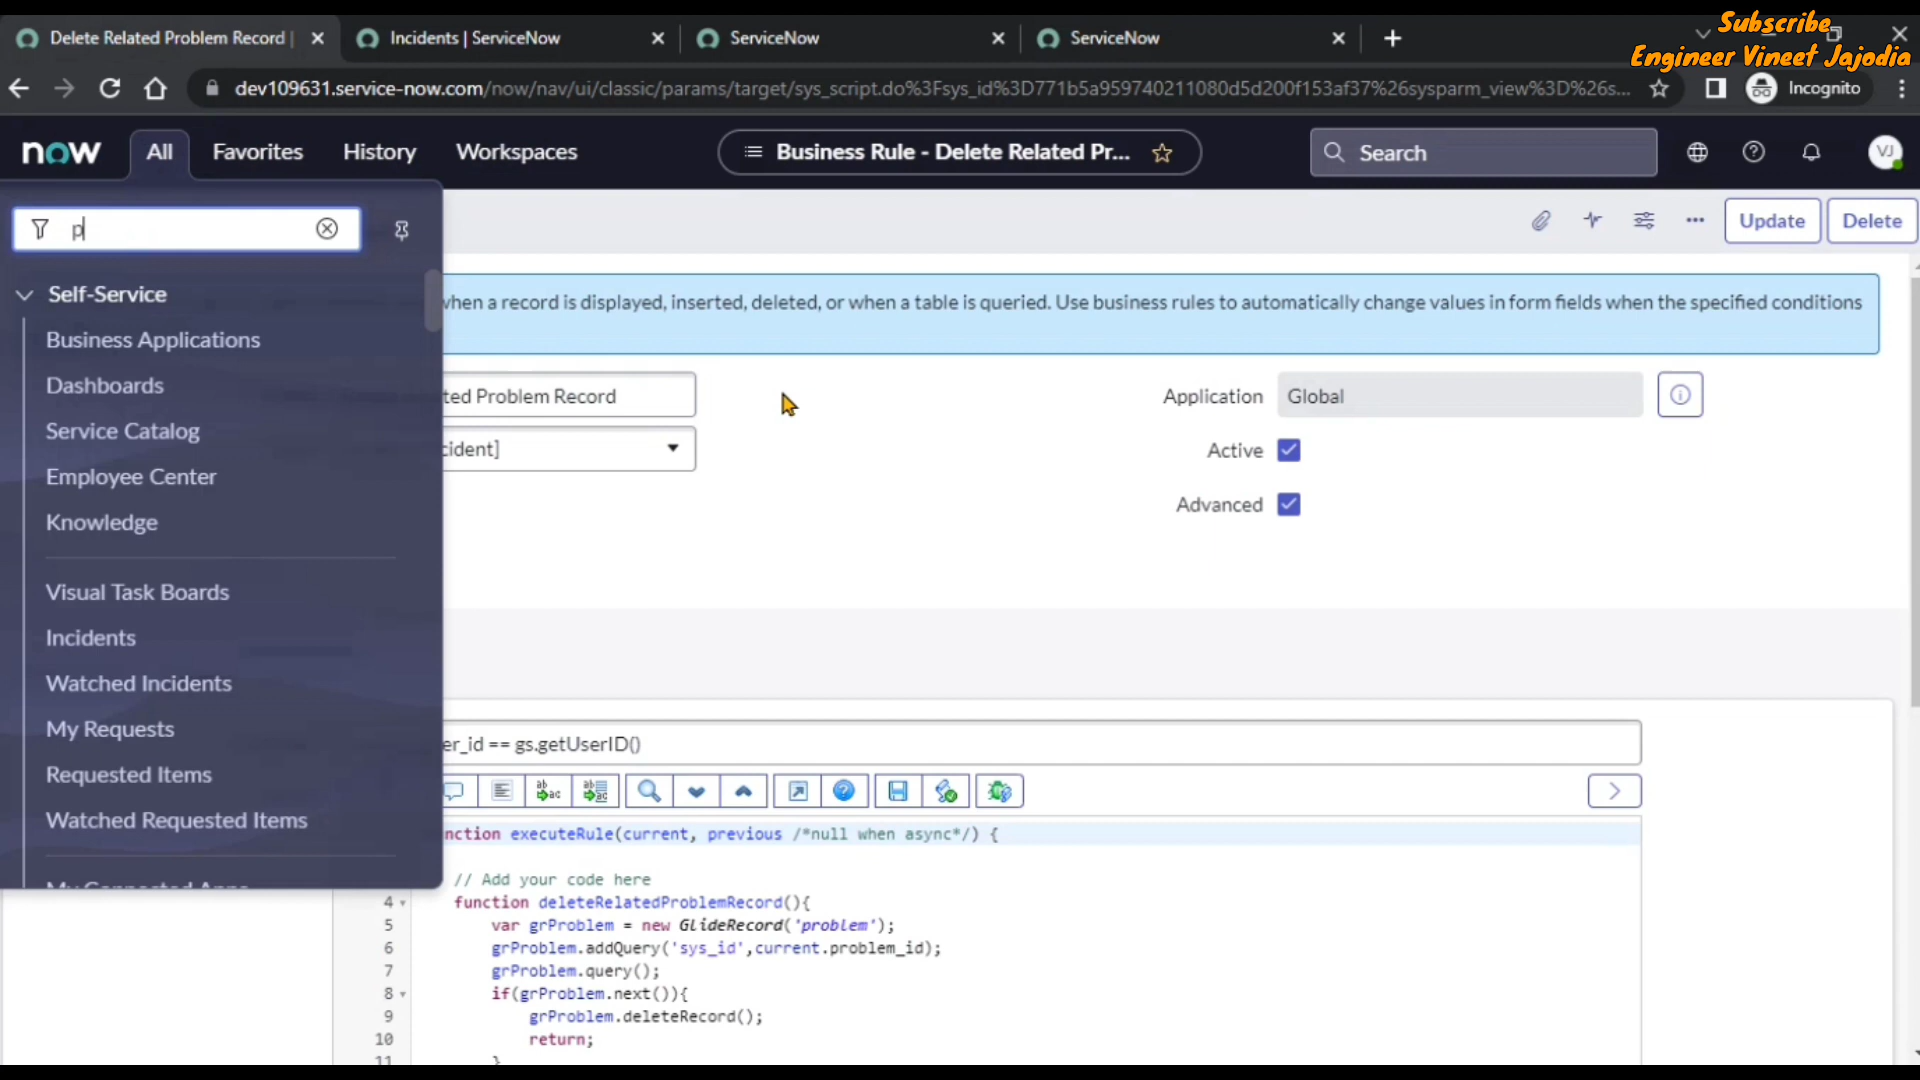 Delete Related Problem Record |
Incidents | ServiceNow
ServiceNow
ServiceNow
Subscribe
Engineer Vineet Jajodia
dev109631.service-now.com/now/nav/ui/classic/params/target/sys_script.do%3Fsys_id%3D771b5a959740211080d5d200f153af37%26sysparm_view%3D%26s...
Incognito
now
All
Favorites
History
Workspaces
Business Rule - Delete Related Pr...
Search
VJ
p
Update
Delete
Self-Service
Business Applications
Dashboards
Service Catalog
Employee Center
Knowledge
Visual Task Boards
Incidents
Watched Incidents
My Requests
Requested Items
Watched Requested Items
when a record is displayed, inserted, deleted, or when a table is queried. Use business rules to automatically change values in form fields when the specified conditions
ted Problem Record
Application
Global
cident]
Active
Advanced
er_id == gs.getUserID()
nction executeRule(current, previous /*null when async*/) {
// Add your code here
4 function deleteRelatedProblemRecord(){
5 var grProblem = new GlideRecord('problem');
6 grProblem.addQuery('sys_id',current.problem_id);
7 grProblem.query();
8 if(grProblem.next()){
9 grProblem.deleteRecord();
10 return;
11 }